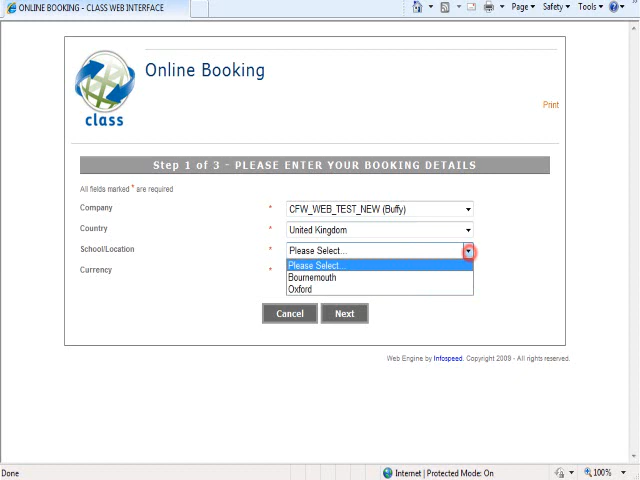 ONLINE BOOKING - CLASS WEB INTERFACE
Page Safety Tools
class
Online Booking
Print
Step 1 of 3 - PLEASE ENTER YOUR BOOKING DETAILS
All fields marked * are required
Company * CFW_WEB_TEST_NEW (Buffy)
Country * United Kingdom
School/Location * Please Select...
Please Select...
Currency *
Bournemouth
Oxford
Cancel Next
Web Engine by Infospeed. Copyright 2009 - All rights reserved.
Done Internet | Protected Mode: On 100%